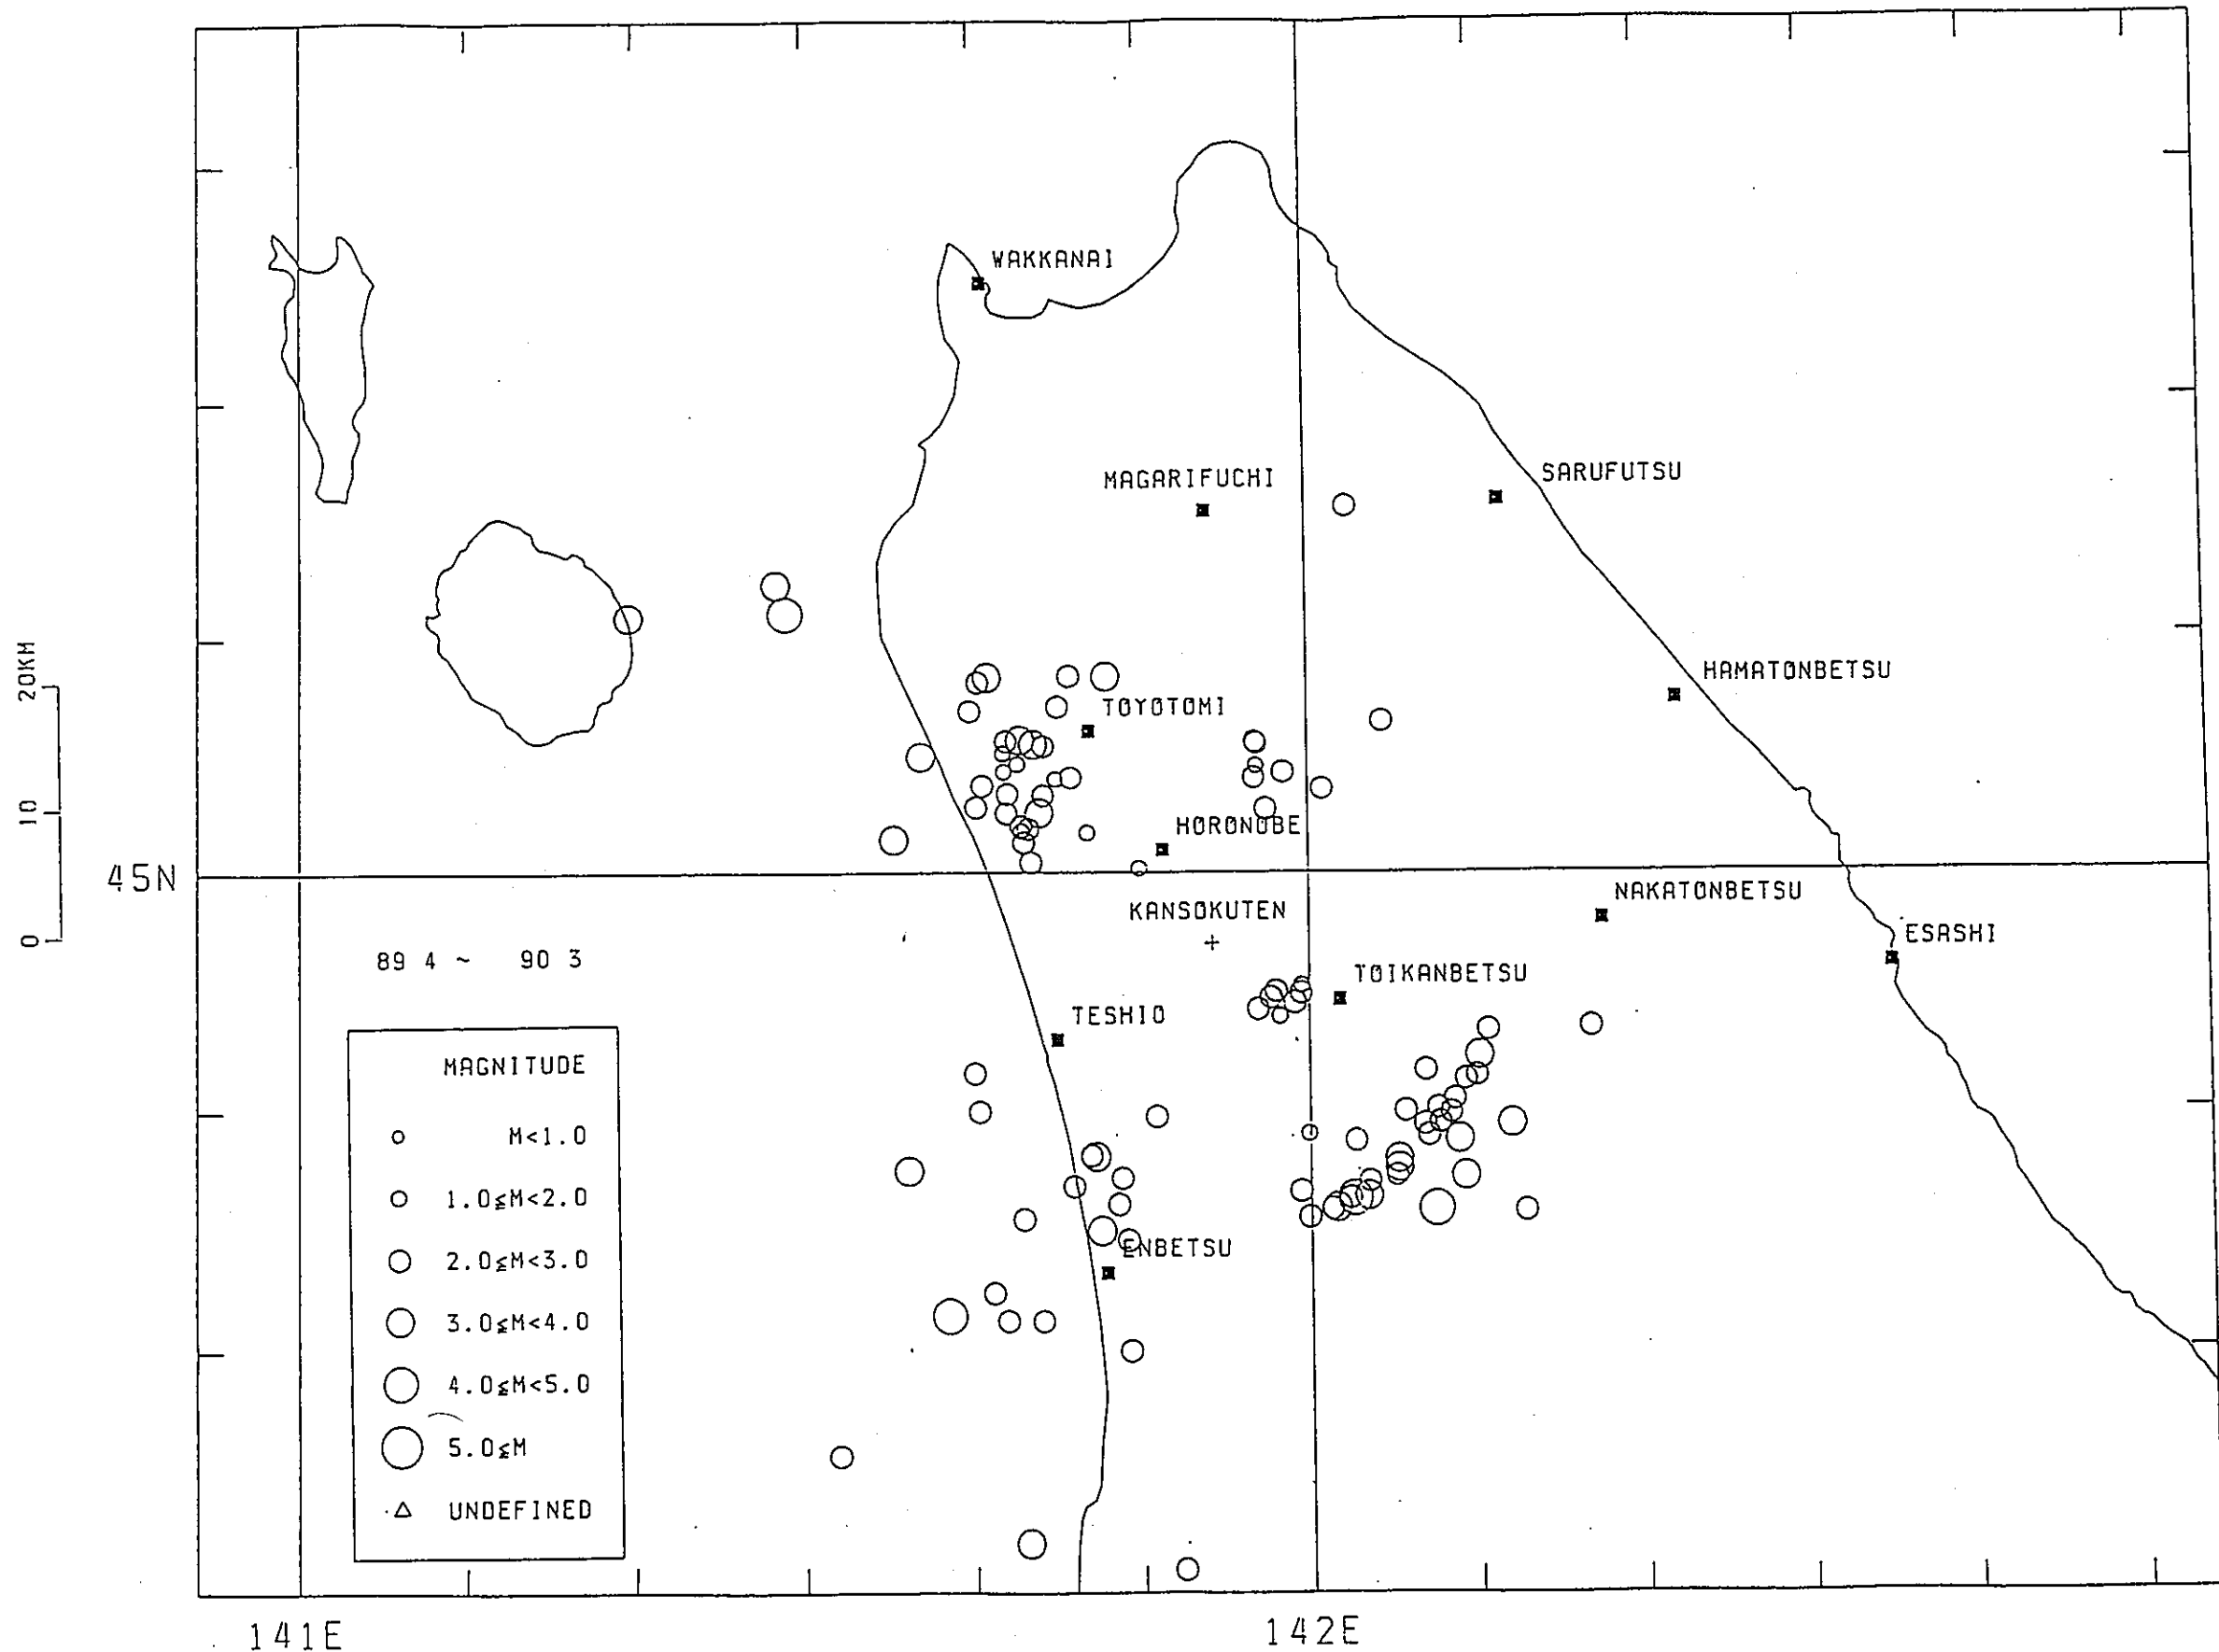 WAKKANAI
MAGARIFUCHI
SARUFUTSU
HAMATONBETSU
TOYOTOMI
HORONOBE
20KM
10
0
45N
NAKATONBETSU
KANSOKUTEN
ESASHI
89 4 ~ 90 3
TOIKANBETSU
TESHIO
MAGNITUDE
M<1.0
1.0≦M<2.0
2.0≦M<3.0
3.0≦M<4.0
4.0≦M<5.0
5.0≦M
UNDEFINED
ENBETSU
141E
142E